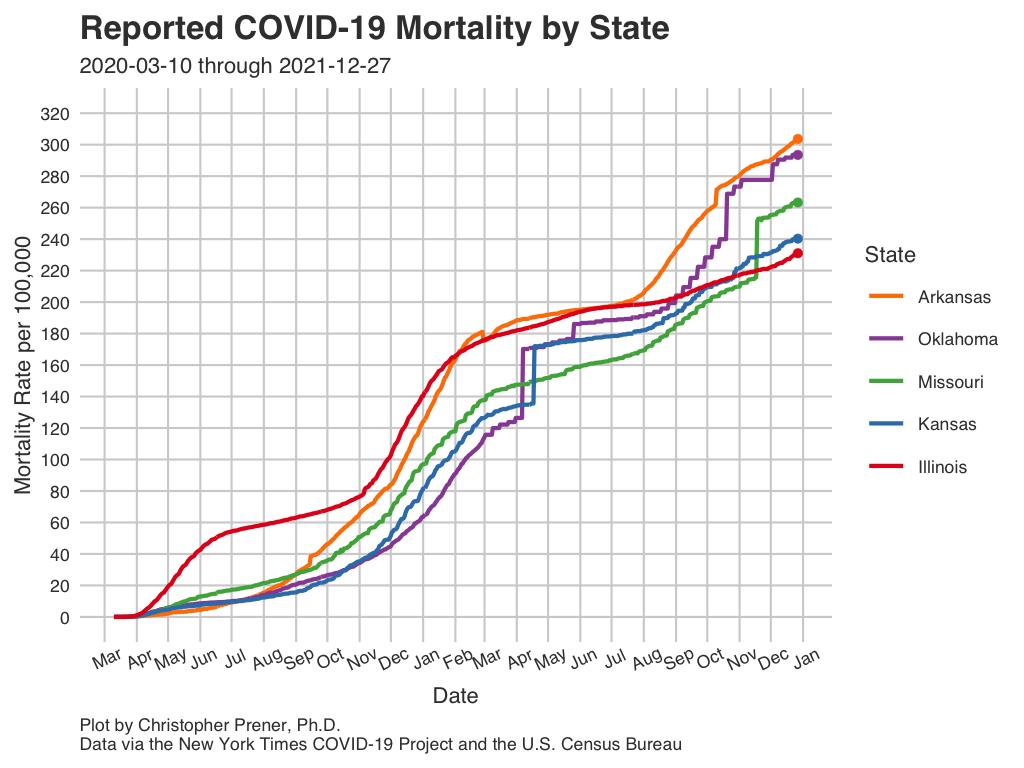 Reported COVID-19 Mortality by State
2020-03-10 through 2021-12-27
320
300
280
260
240
220
200
180
160
140
120
100
80
60
40
20
0
Mortality Rate per 100,000
Mar Apr May Jun Jul Aug Sep Oct Nov Dec Jan Feb Mar Apr May Jun Jul Aug Sep Oct Nov Dec Jan
Date
State
Arkansas
Oklahoma
Missouri
Kansas
Illinois
Plot by Christopher Prener, Ph.D.
Data via the New York Times COVID-19 Project and the U.S. Census Bureau